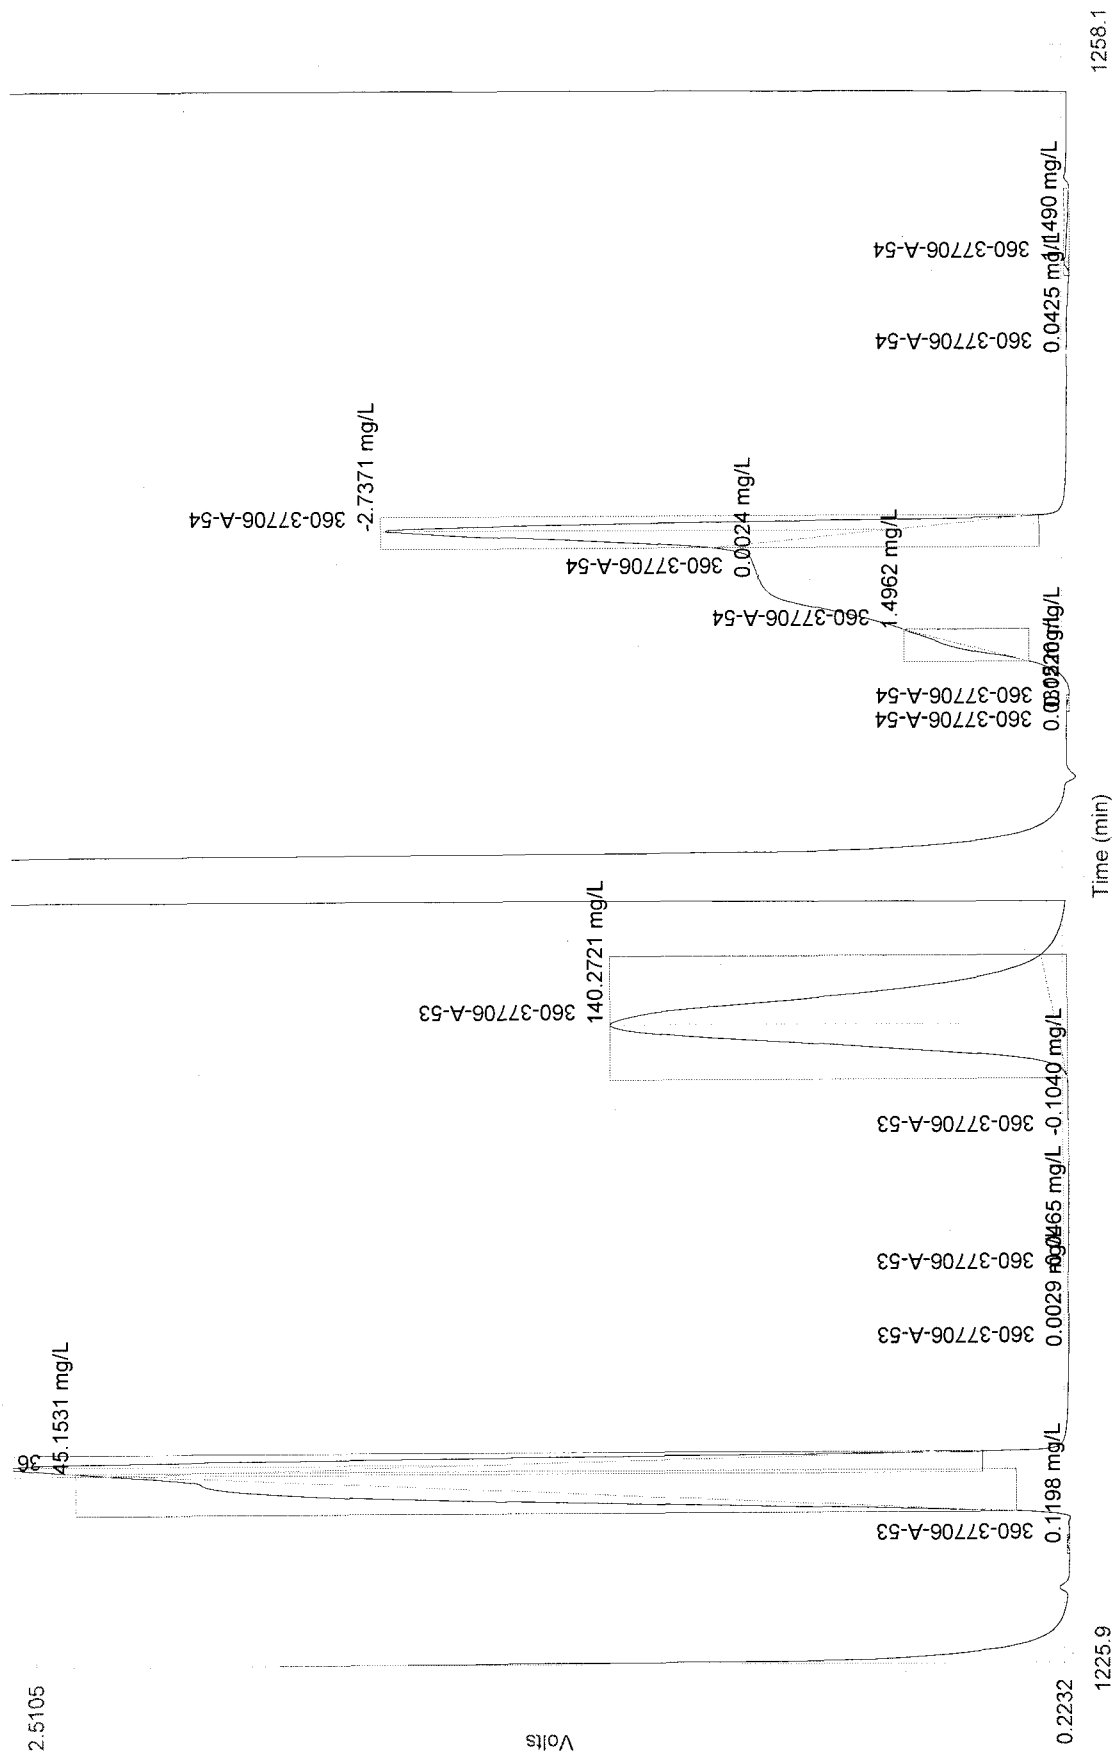 2.5105
Volts
0.2232
1225.9
Time (min)
1258.1
36
45.1531 mg/L
360-37706-A-53
0.1198 mg/L
360-37706-A-53
0.0029 mg/L
360-37706-A-53
-0.0465 mg/L
360-37706-A-53
-0.1040 mg/L
360-37706-A-53
140.2721 mg/L
360-37706-A-54
360-37706-A-54
360-37706-A-54
1.4962 mg/L
360-37706-A-54
0.0024 mg/L
360-37706-A-54
-2.7371 mg/L
360-37706-A-54
0.0425 mg/L
360-37706-A-54